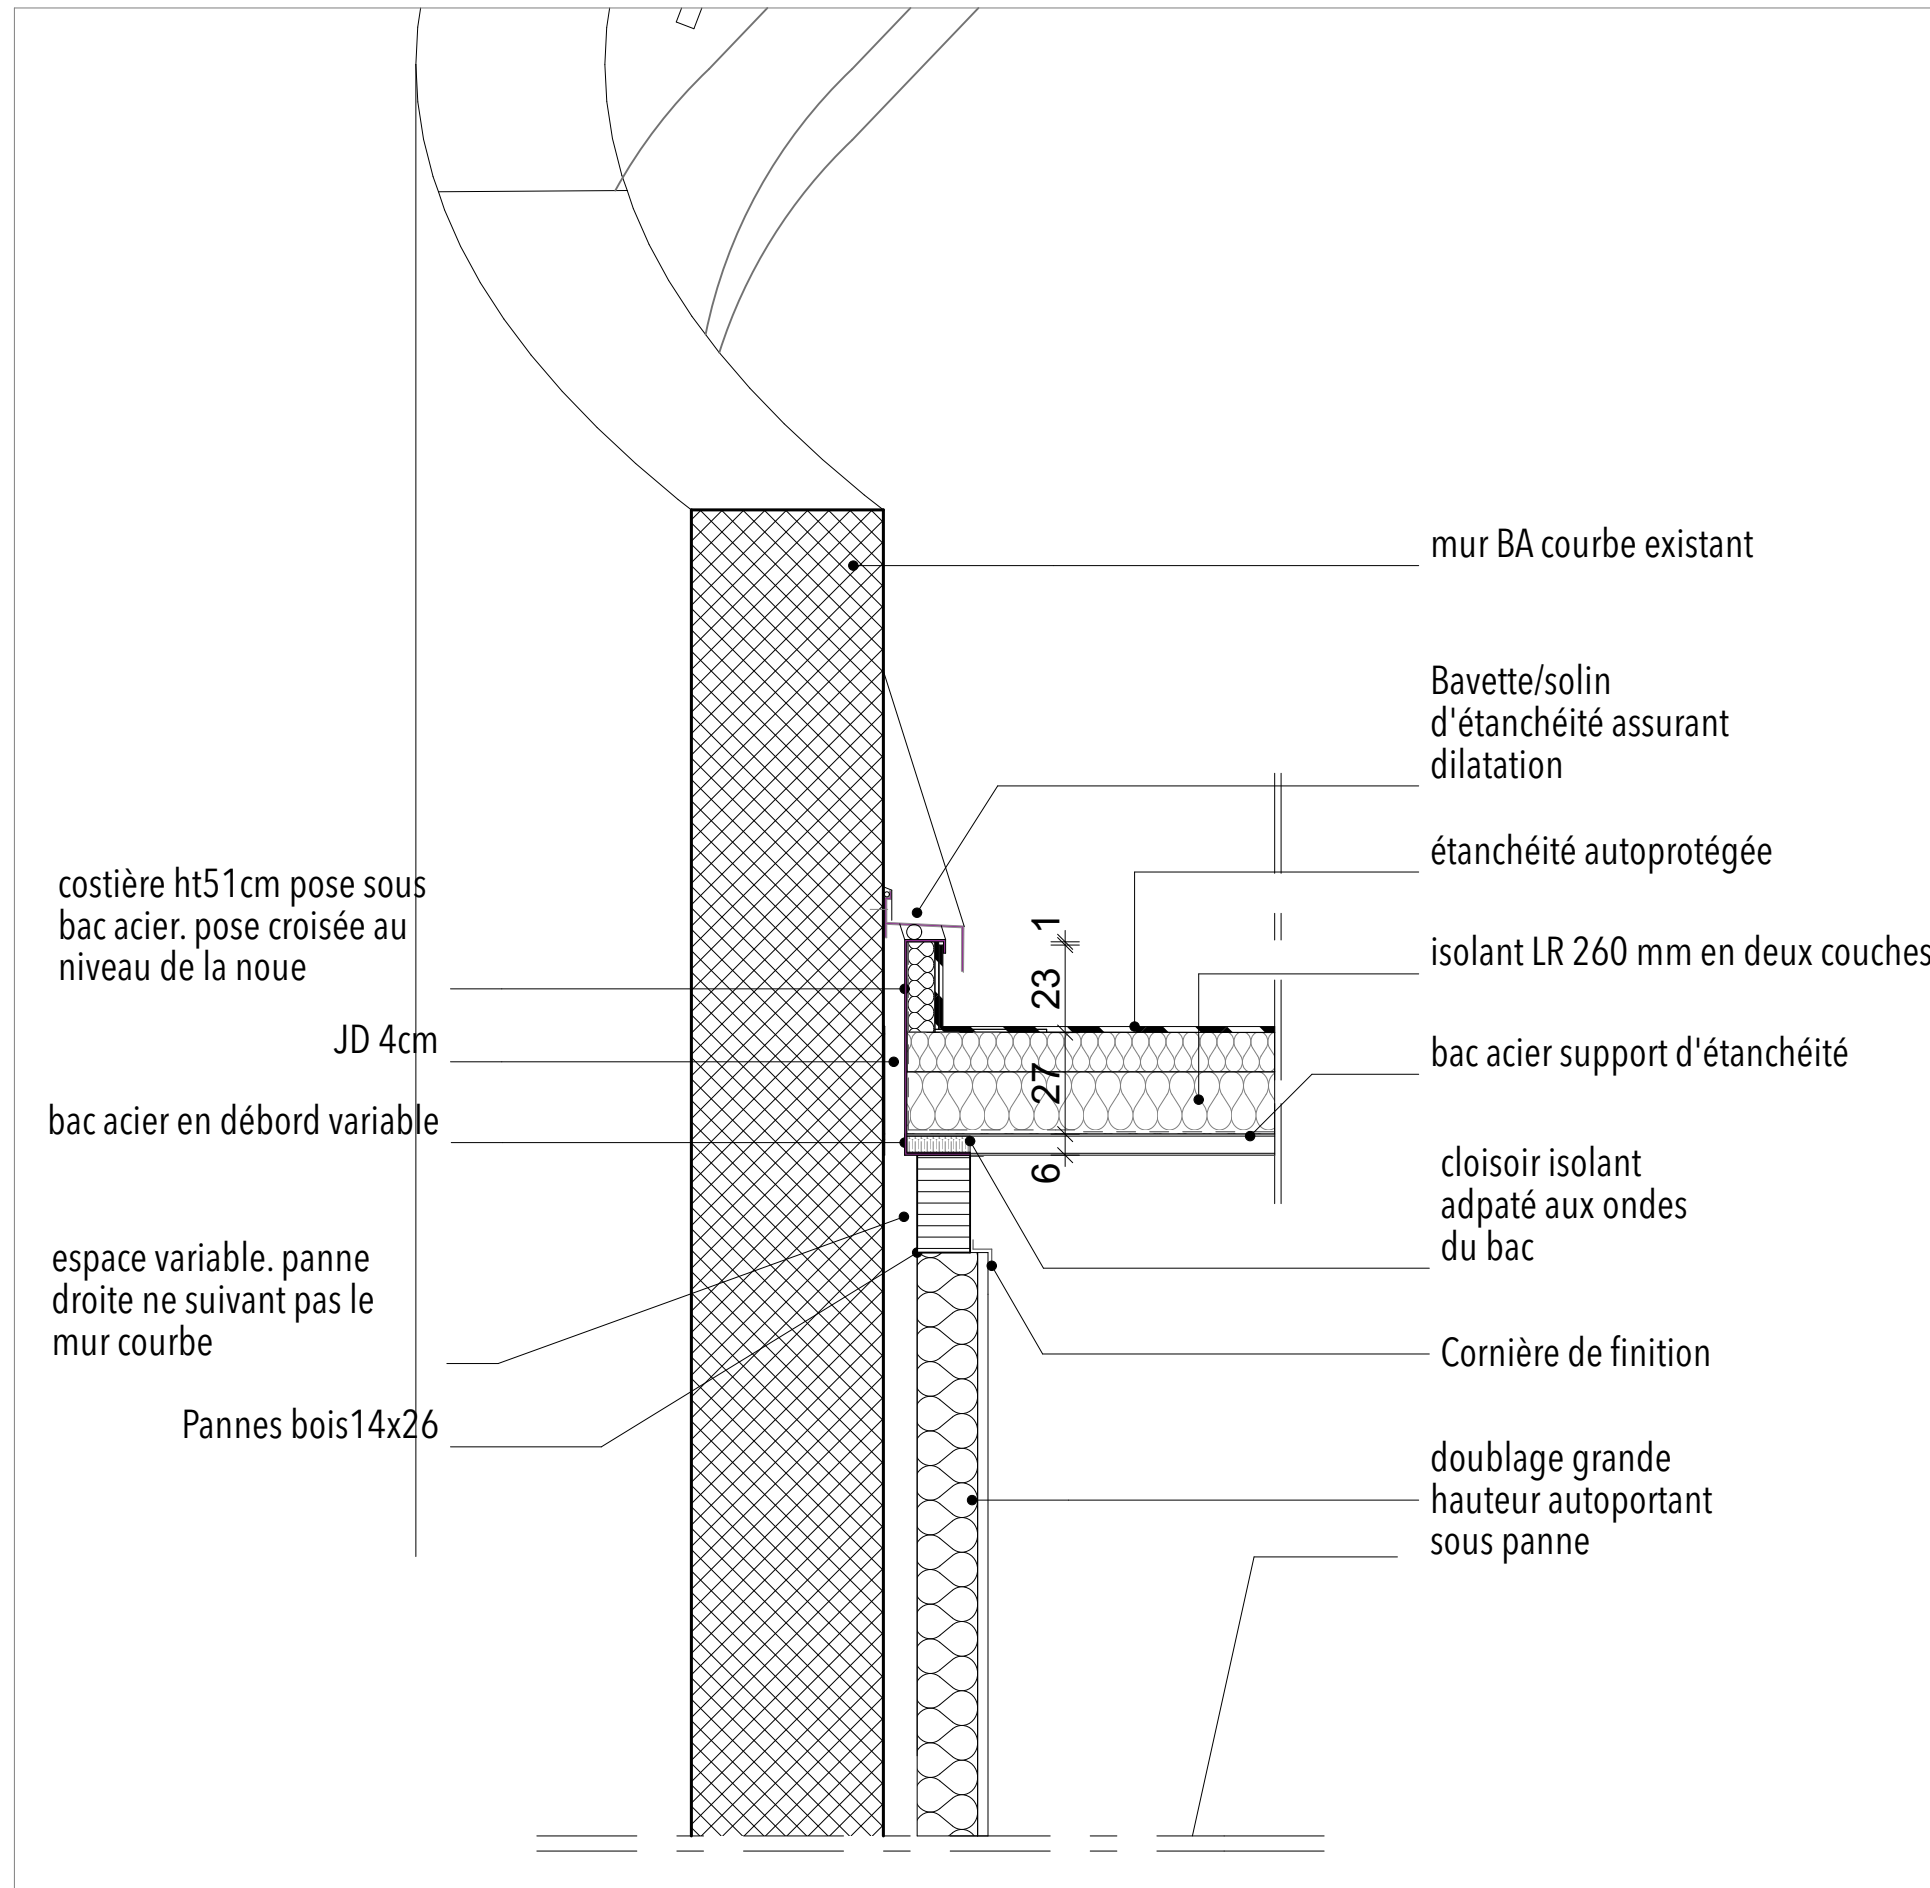 mur BA courbe existant
Bavette/solin
d'étanchéité assurant
dilatation
étanchéité autoprotégée
isolant LR 260 mm en deux couches
bac acier support d'étanchéité
cloisoir isolant
adpaté aux ondes
du bac
Cornière de finition
doublage grande
hauteur autoportant
sous panne
costière ht51cm pose sous
bac acier. pose croisée au
niveau de la noue
JD 4cm
bac acier en débord variable
espace variable. panne
droite ne suivant pas le
mur courbe
Pannes bois14x26
1
23
27
6